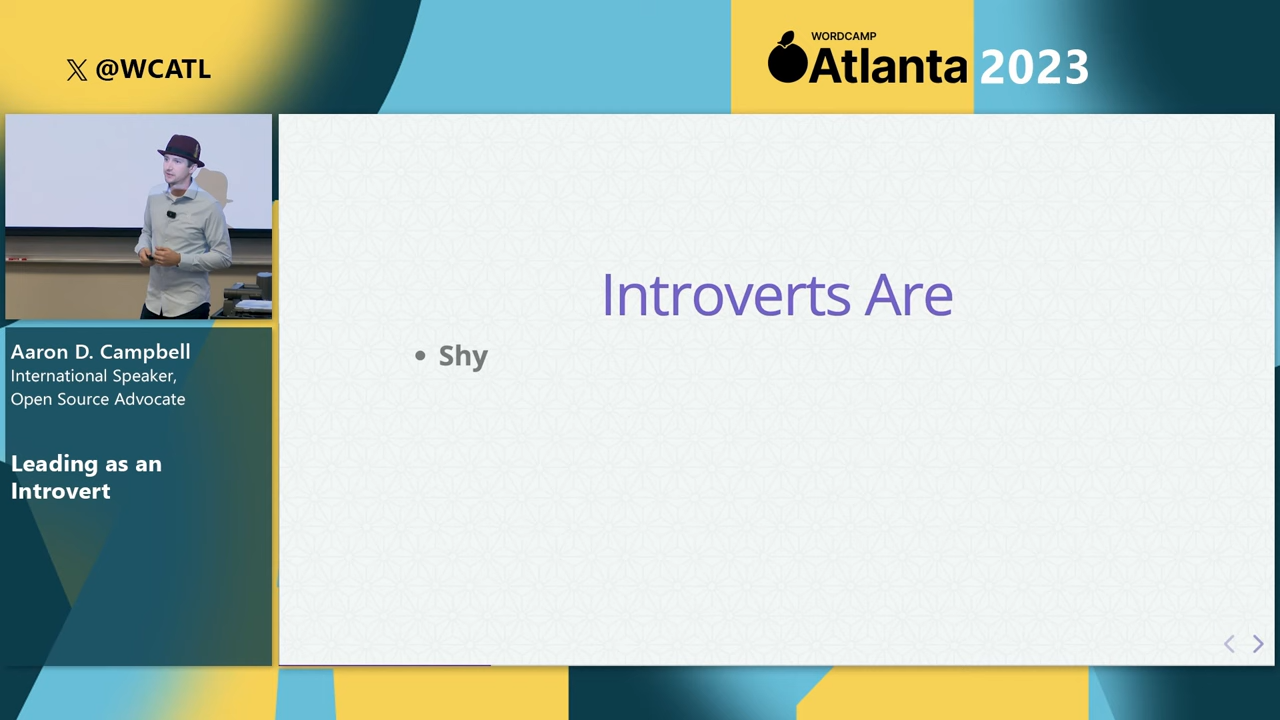 𝕏 @WCATL
WORDCAMP
Atlanta 2023
Aaron D. Campbell
International Speaker,
Open Source Advocate
Leading as an
Introvert
Introverts Are
• Shy